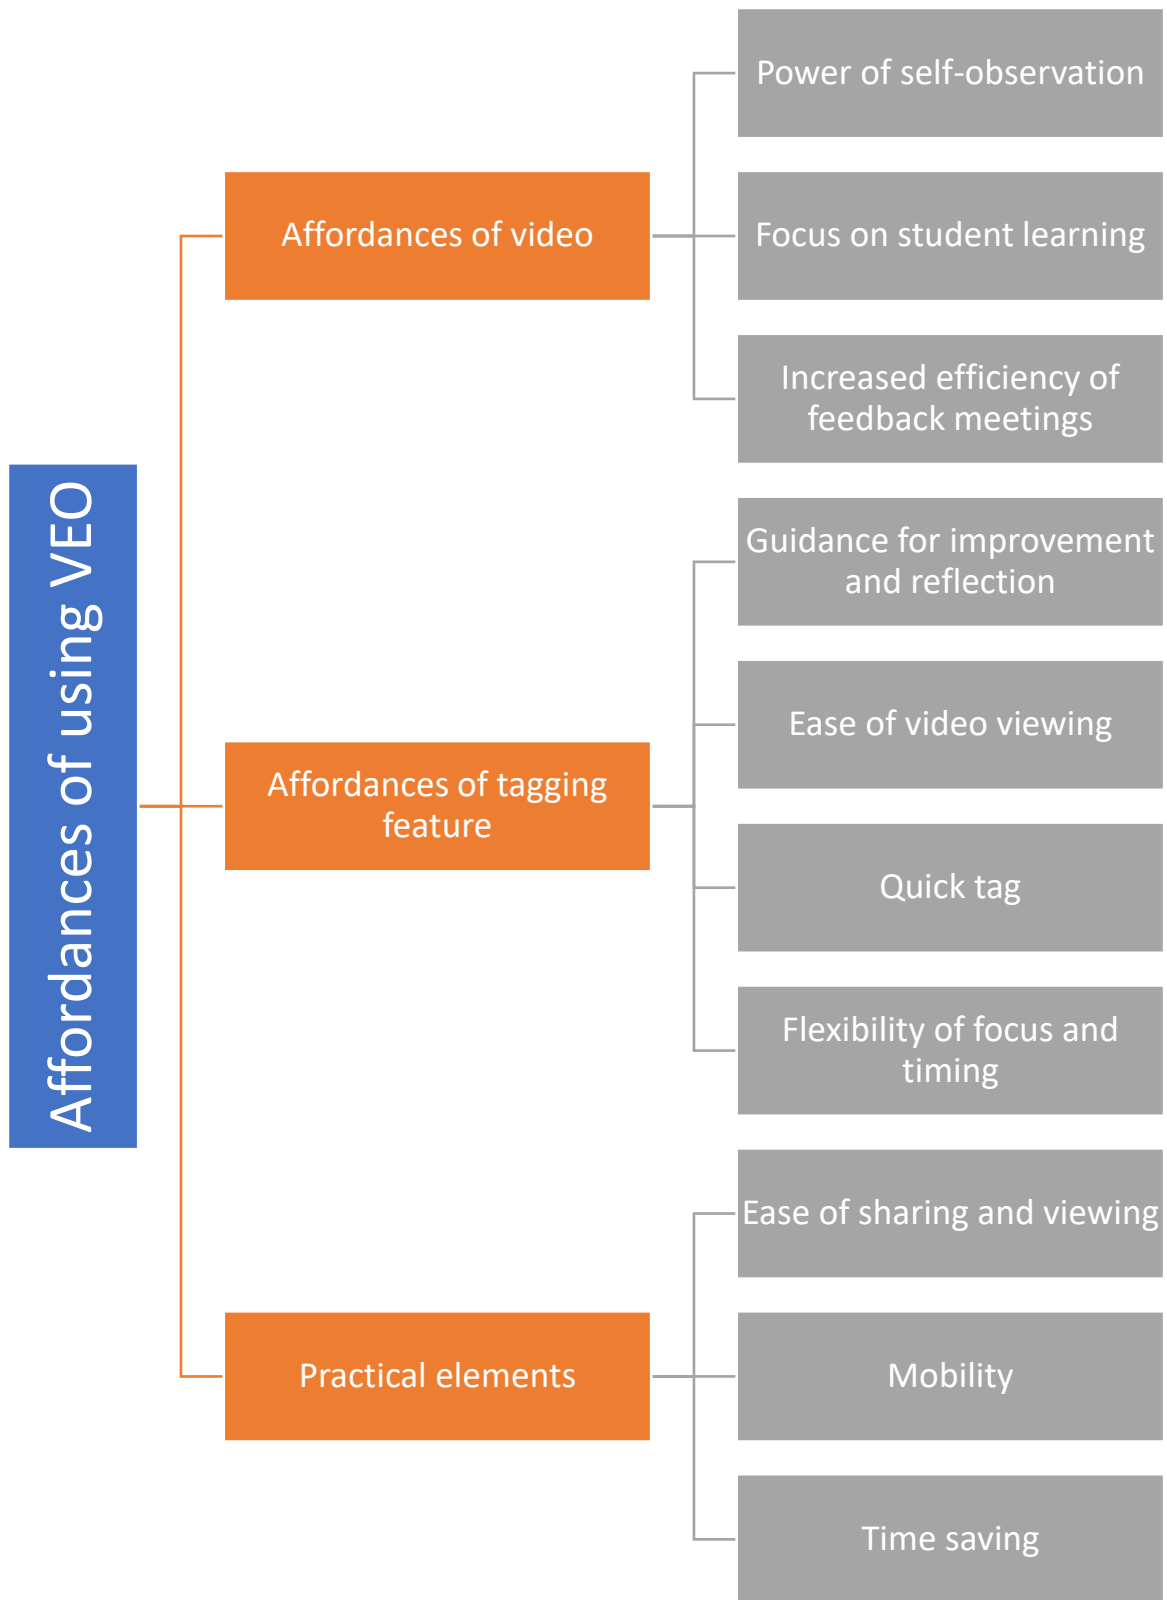 Affordances of using VEO
Affordances of video
Power of self-observation
Focus on student learning
Increased efficiency of
feedback meetings
Affordances of tagging
feature
Guidance for improvement
and reflection
Ease of video viewing
Quick tag
Flexibility of focus and
timing
Practical elements
Ease of sharing and viewing
Mobility
Time saving